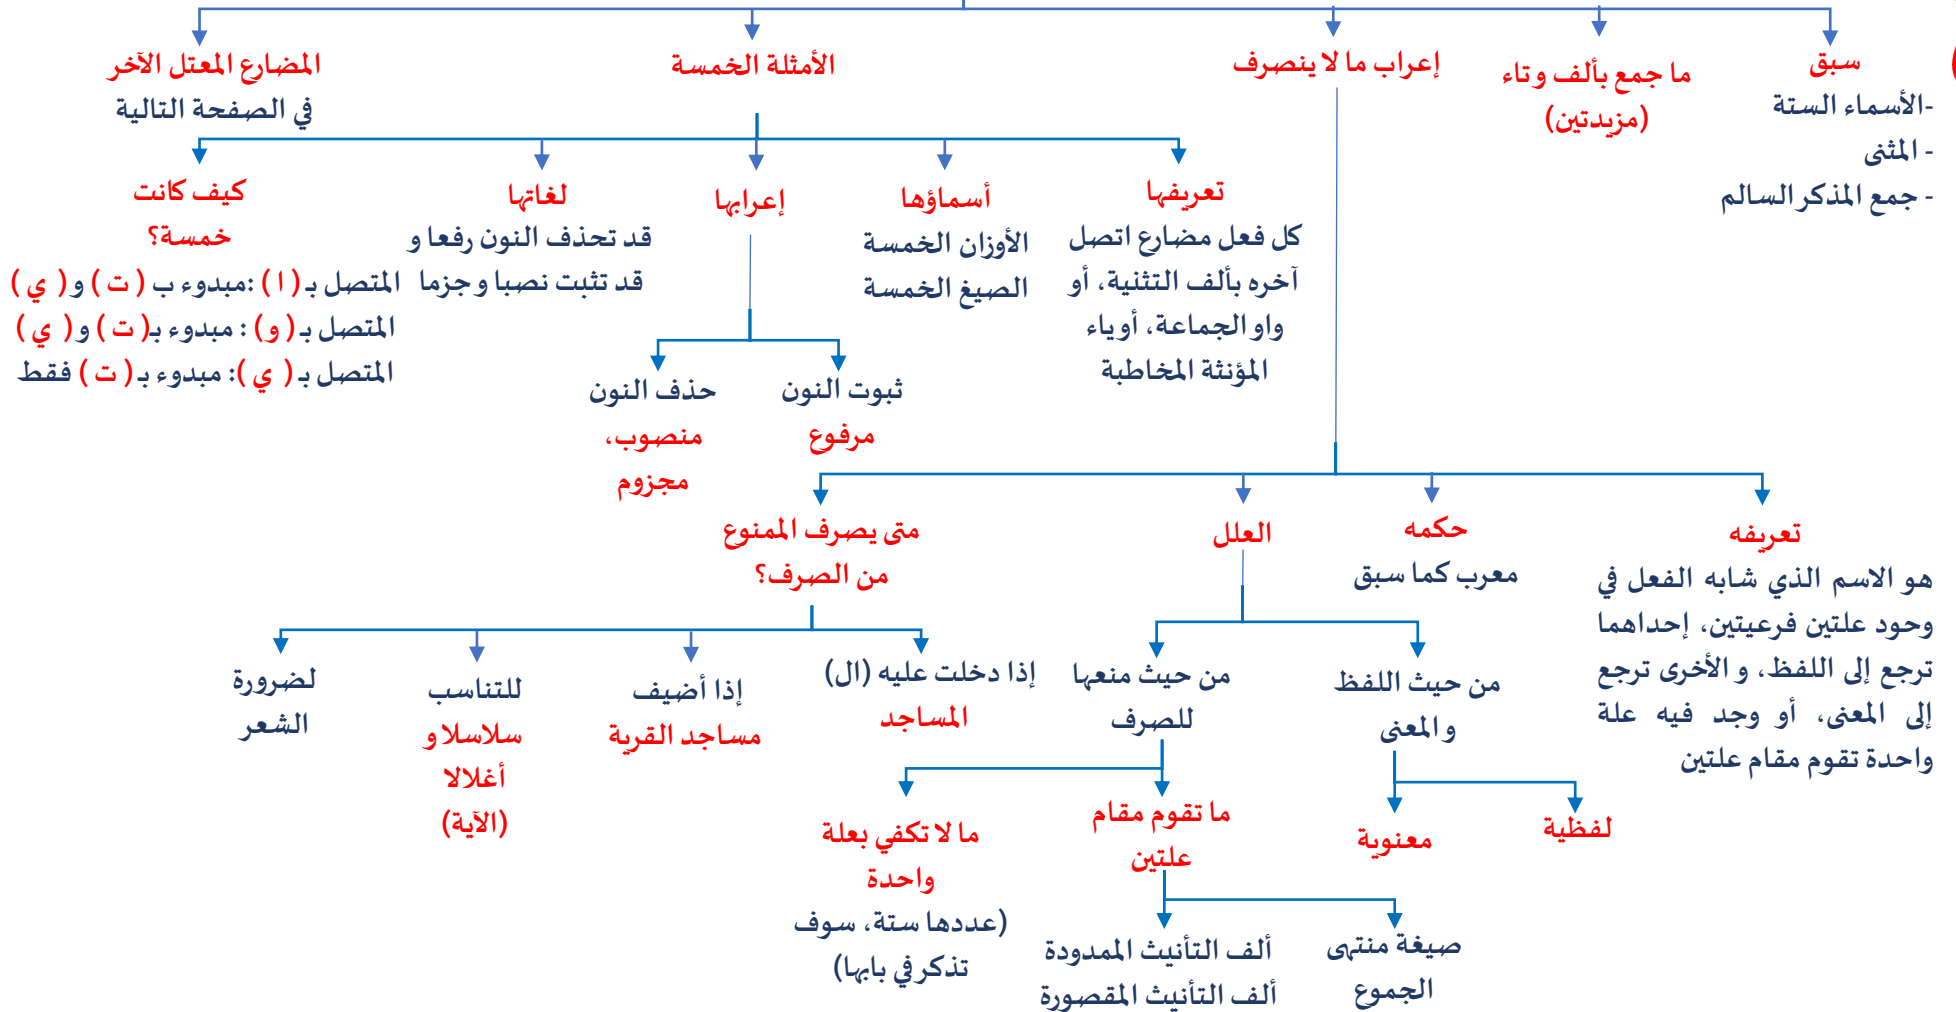 سبق
-الأسماء الستة
- المثنى
- جمع المذكر السالم
ما جمع بألف وتاء
(مزيدتين)
إعراب ما لا ينصرف
الأمثلة الخمسة
المضارع المعتل الآخر
في الصفحة التالية
تعريفها
كل فعل مضارع اتصل
آخره بألف التثنية، أو
واو الجماعة، أوياء
المؤنثة المخاطبة
أسماؤها
الأوزان الخمسة
الصيغ الخمسة
إعرابها
ثبوت النون
مرفوع
حذف النون
منصوب،
مجزوم
لغاتها
قد تحذف النون رفعا و
قد تثبت نصبا وجزما
كيف كانت
خمسة؟
المتصل بـ ( ا ) :مبدوء ب ( ت ) و( ي )
المتصل بـ ( و) : مبدوء بـ( ت ) و( ي )
المتصل بـ ( ي ): مبدوء بـ ( ت ) فقط
تعريفه
هو الاسم الذي شابه الفعل في
وحود علتين فرعيتين، إحداهما
ترجع إلى اللفظ، و الأخرى ترجع
إلى المعنى، أو وجد فيه علة
واحدة تقوم مقام علتين
حكمه
معرب كما سبق
العلل
من حيث اللفظ
و المعنى
لفظية
معنوية
من حيث منعها
للصرف
ما تقوم مقام
علتين
صيغة منتهى
الجموع
ألف التأنيث الممدودة
ألف التأنيث المقصورة
ما لا تكفي بعلة
واحدة
(عددها ستة، سوف
تذكر في بابها)
متى يصرف الممنوع
من الصرف؟
إذا دخلت عليه (ال)
المساجد
إذا أضيف
مساجد القرية
للتناسب
سلاسلا و
أغلالا
(الآية)
لضرورة
الشعر